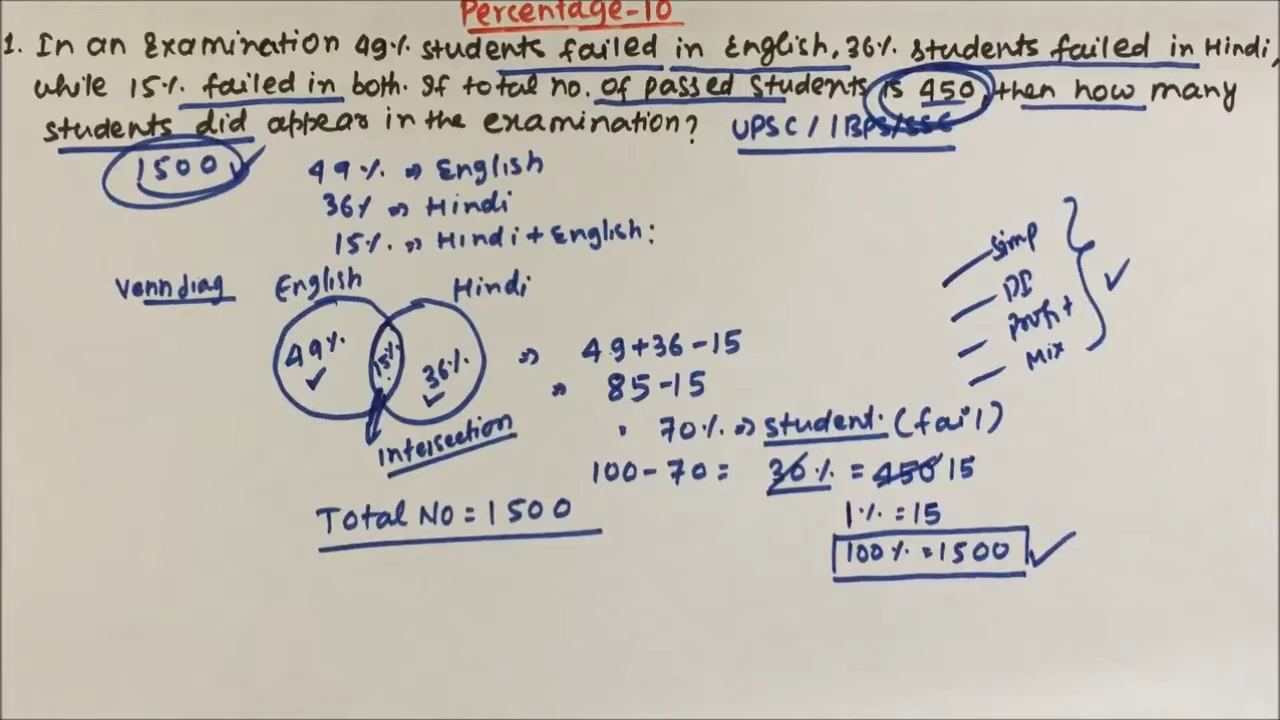 Percentage-10
1. In an Examination 49% students failed in English, 36% students failed in Hindi,
while 15% failed in both. If total no. of passed students is 450, then how many
students did appear in the examination? UPSC / IBPS/SSC
1500
49% ⇒ English
36% ⇒ Hindi
15% ⇒ Hindi + English:
Venn diag
English
Hindi
49%
15%
36%
Intersection
⇒ 49+36-15
85-15
70% ⇒ student (fail)
100-70 = 30% = 450 15
1% = 15
100% = 1500
Total No = 1500
Simp
DI
Profit
Mix